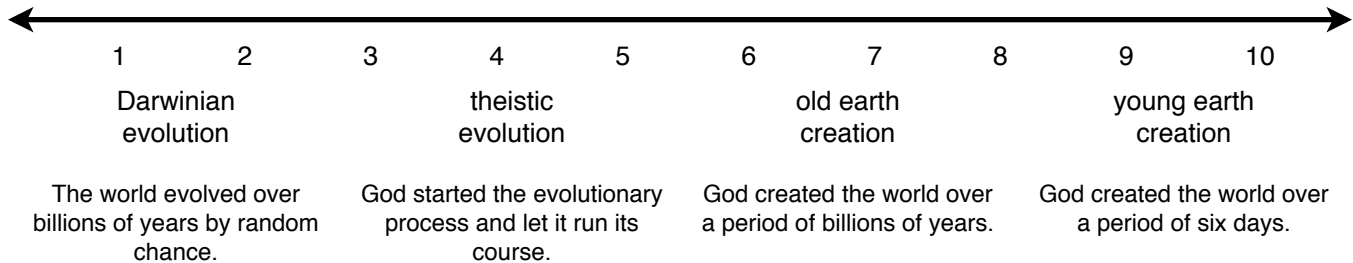 1 2 3 4 5 6 7 8 9 10
Darwinian
evolution
theistic
evolution
old earth
creation
young earth
creation
The world evolved over
billions of years by random
chance.
God started the evolutionary
process and let it run its
course.
God created the world over
a period of billions of years.
God created the world over
a period of six days.